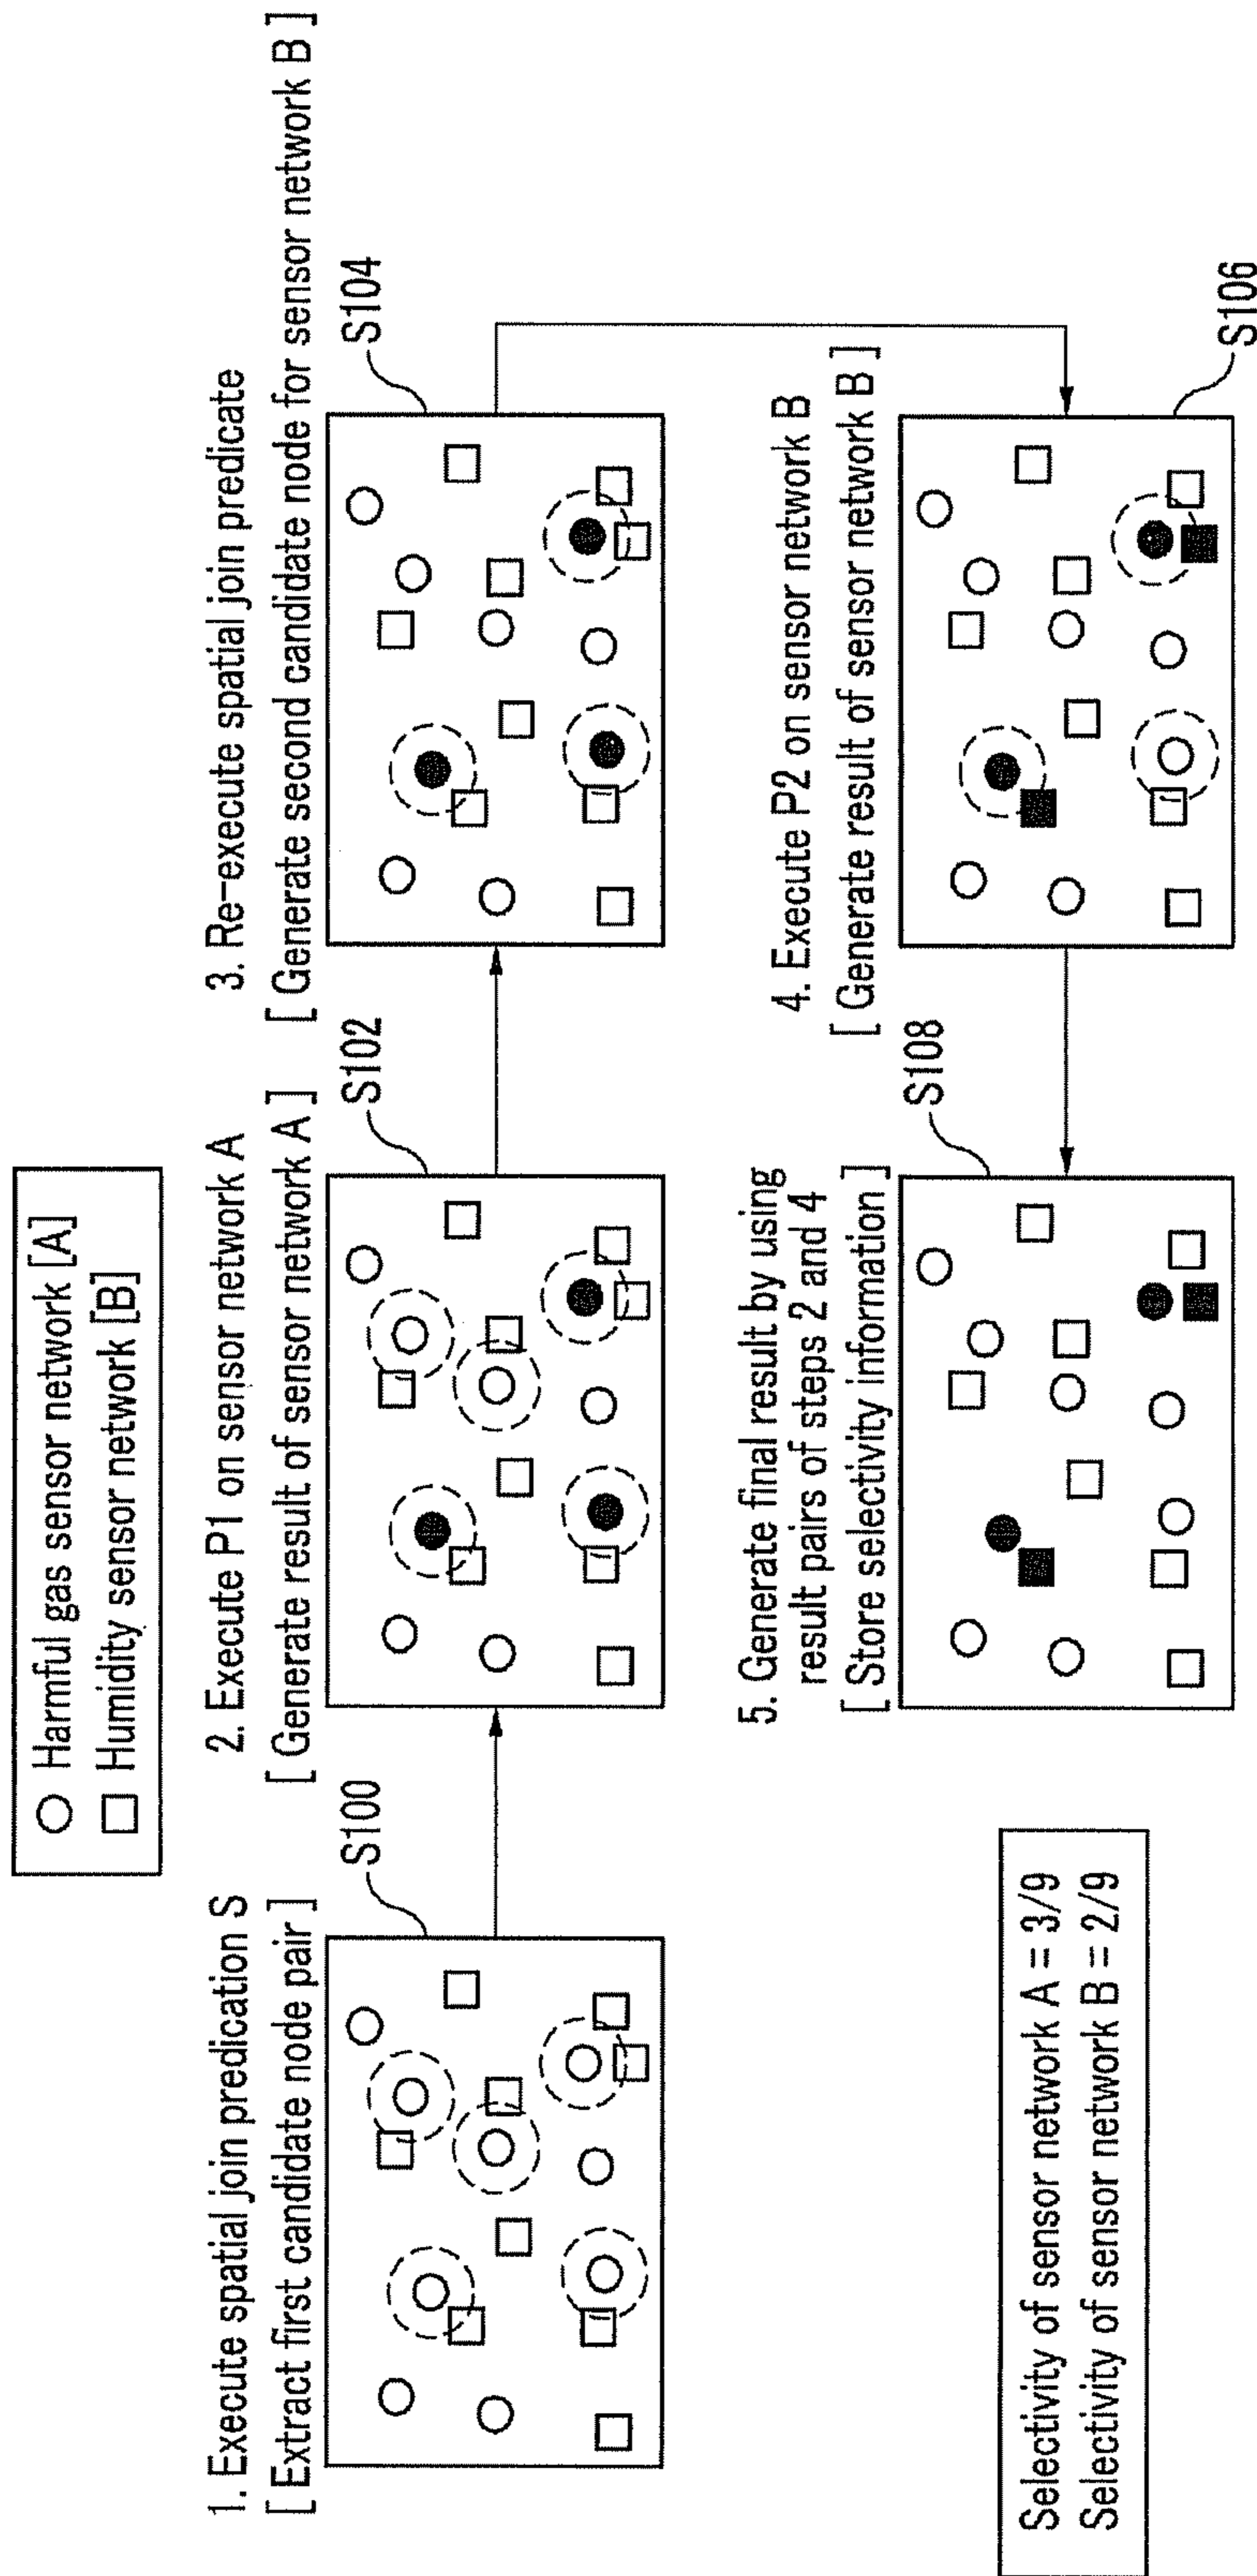 ○ Harmful gas sensor network [A]
□ Humidity sensor network [B]
1. Execute spatial join predication S
[ Extract first candidate node pair ]
S100
2. Execute P1 on sensor network A
[ Generate result of sensor network A ]
S102
3. Re-execute spatial join predicate
[ Generate second candidate node for sensor network B ]
S104
4. Execute P2 on sensor network B
[ Generate result of sensor network B ]
S106
5. Generate final result by using
result pairs of steps 2 and 4
[ Store selectivity information ]
S108
Selectivity of sensor network A = 3/9
Selectivity of sensor network B = 2/9